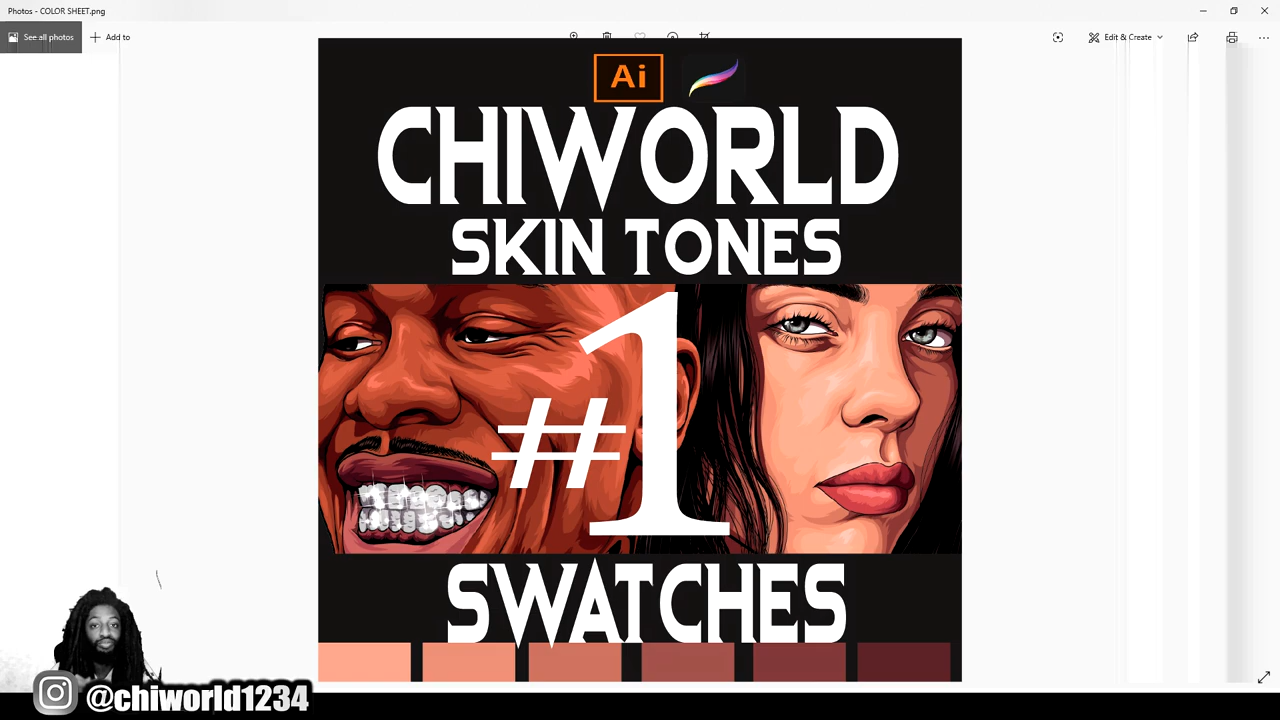 Photos - COLOR SHEET.png
See all photos
Add to
Edit & Create
Ai
CHIWORLD
SKIN TONES
#1
SWATCHES
@chiworld1234